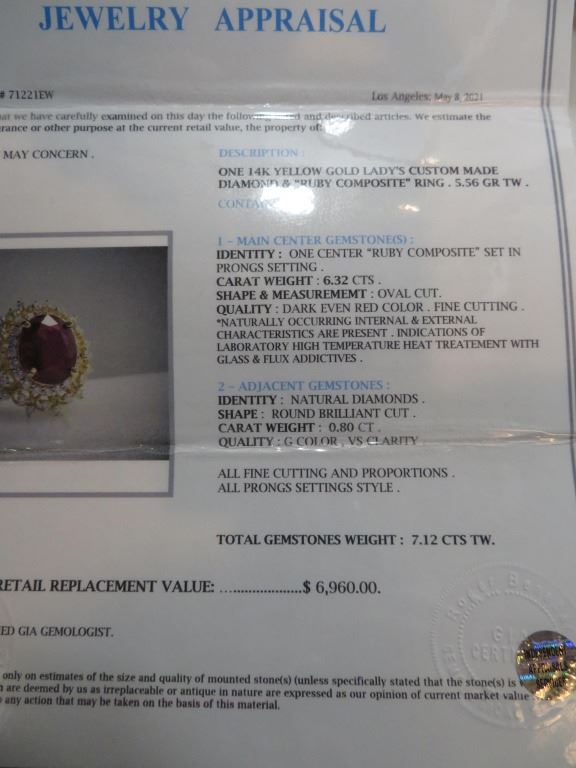 JEWELRY APPRAISAL
# 71221EW
Los Angeles: May 8, 2021
at we have carefully examined on this day the and described articles. We estimate the
rance or other purpose at the current retail value, the property of:
MAY CONCERN .
DESCRIPTION :
ONE 14K YELLOW GOLD LADY'S CUSTOM MADE
DIAMOND & "RUBY COMPOSITE" RING . 5.56 GR TW .
1 – MAIN CENTER GEMSTONE(S) :
IDENTITY : ONE CENTER "RUBY COMPOSITE" SET IN
PRONGS SETTING .
CARAT WEIGHT : 6.32 CTS .
SHAPE & MEASUREMEMT : OVAL CUT.
QUALITY : DARK EVEN RED COLOR . FINE CUTTING .
*NATURALLY OCCURRING INTERNAL & EXTERNAL
CHARACTERISTICS ARE PRESENT . INDICATIONS OF
LABORATORY HIGH TEMPERATURE HEAT TREATEMENT WITH
GLASS & FLUX ADDICTIVES .
2 – ADJACENT GEMSTONES :
IDENTITY : NATURAL DIAMONDS .
SHAPE : ROUND BRILLIANT CUT .
CARAT WEIGHT : 0.80 CT .
QUALITY : G COLOR , VS CLARITY
ALL FINE CUTTING AND PROPORTIONS .
ALL PRONGS SETTINGS STYLE .
TOTAL GEMSTONES WEIGHT : 7.12 CTS TW.
RETAIL REPLACEMENT VALUE: .....................$ 6,960.00.
ED GIA GEMOLOGIST.
only on estimates of the size and quality of mounted stone(s) (unless specifically stated that the stone(s) is
n are deemed by us as irreplaceable or antique in nature are expressed as our opinion of current market value
o any action that may be taken on the basis of this material.
GIA